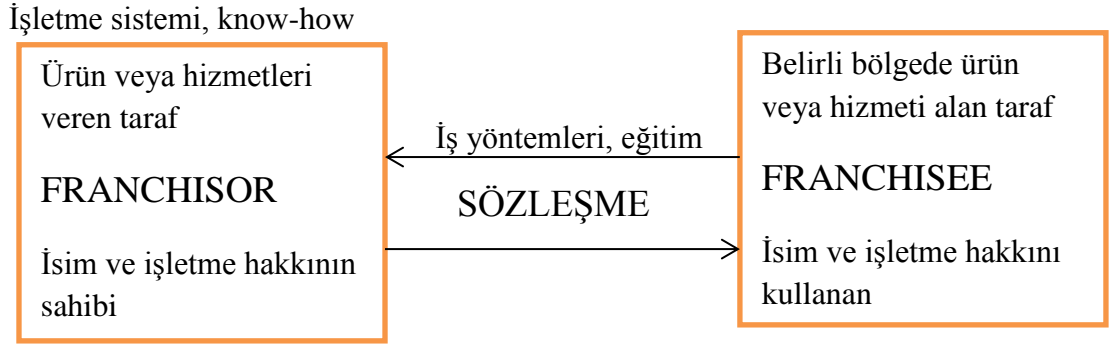 İşletme sistemi, know-how
Ürün veya hizmetleri
veren taraf
FRANCHISOR
İsim ve işletme hakkının
sahibi
İş yöntemleri, eğitim
SÖZLEŞME
Belirli bölgede ürün
veya hizmeti alan taraf
FRANCHISEE
İsim ve işletme hakkını
kullanan